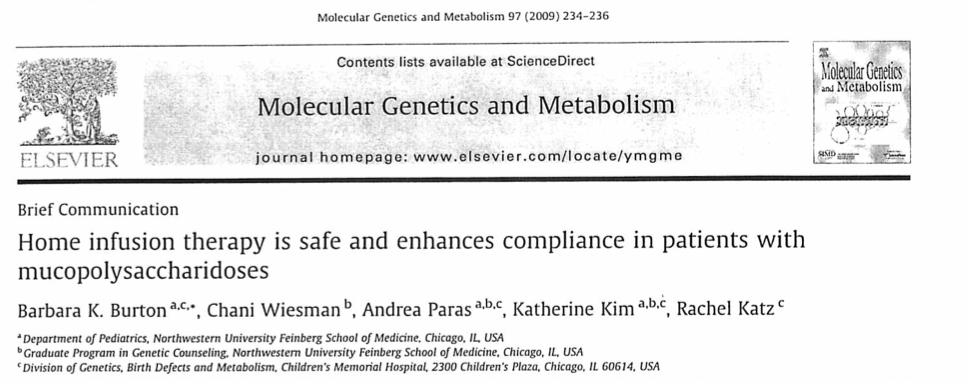 Molecular Genetics and Metabolism 97 (2009) 234–236
Contents lists available at ScienceDirect
Molecular Genetics and Metabolism
journal homepage: www.elsevier.com/locate/ymgme
ELSEVIER
Molecular Genetics
and Metabolism
Brief Communication
Home infusion therapy is safe and enhances compliance in patients with
mucopolysaccharidoses
Barbara K. Burton a,c,*, Chani Wiesman b, Andrea Paras a,b,c, Katherine Kim a,b,c, Rachel Katz c
a Department of Pediatrics, Northwestern University Feinberg School of Medicine, Chicago, IL, USA
b Graduate Program in Genetic Counseling, Northwestern University Feinberg School of Medicine, Chicago, IL, USA
c Division of Genetics, Birth Defects and Metabolism, Children's Memorial Hospital, 2300 Children's Plaza, Chicago, IL 60614, USA